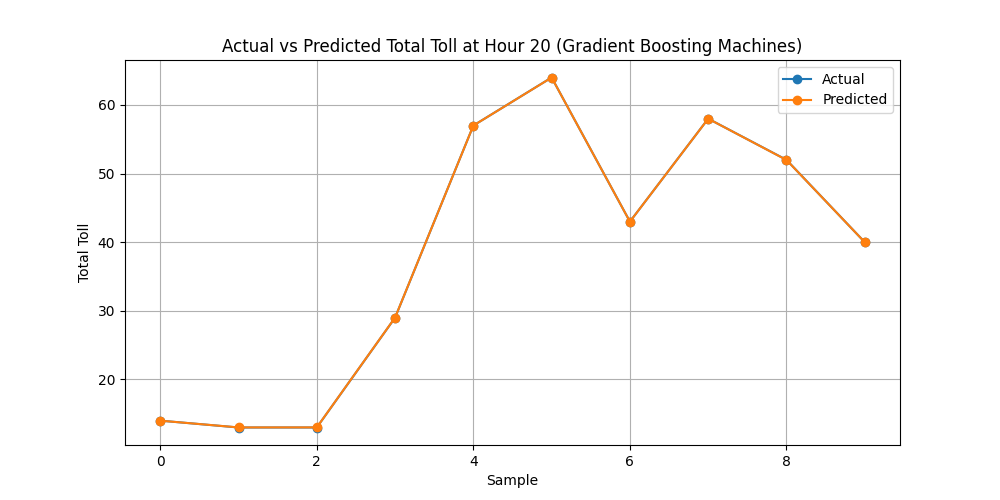 Actual vs Predicted Total Toll at Hour 20 (Gradient Boosting Machines)
Actual
Predicted
Total Toll
60
50
40
30
20
0 2 4 6 8
Sample